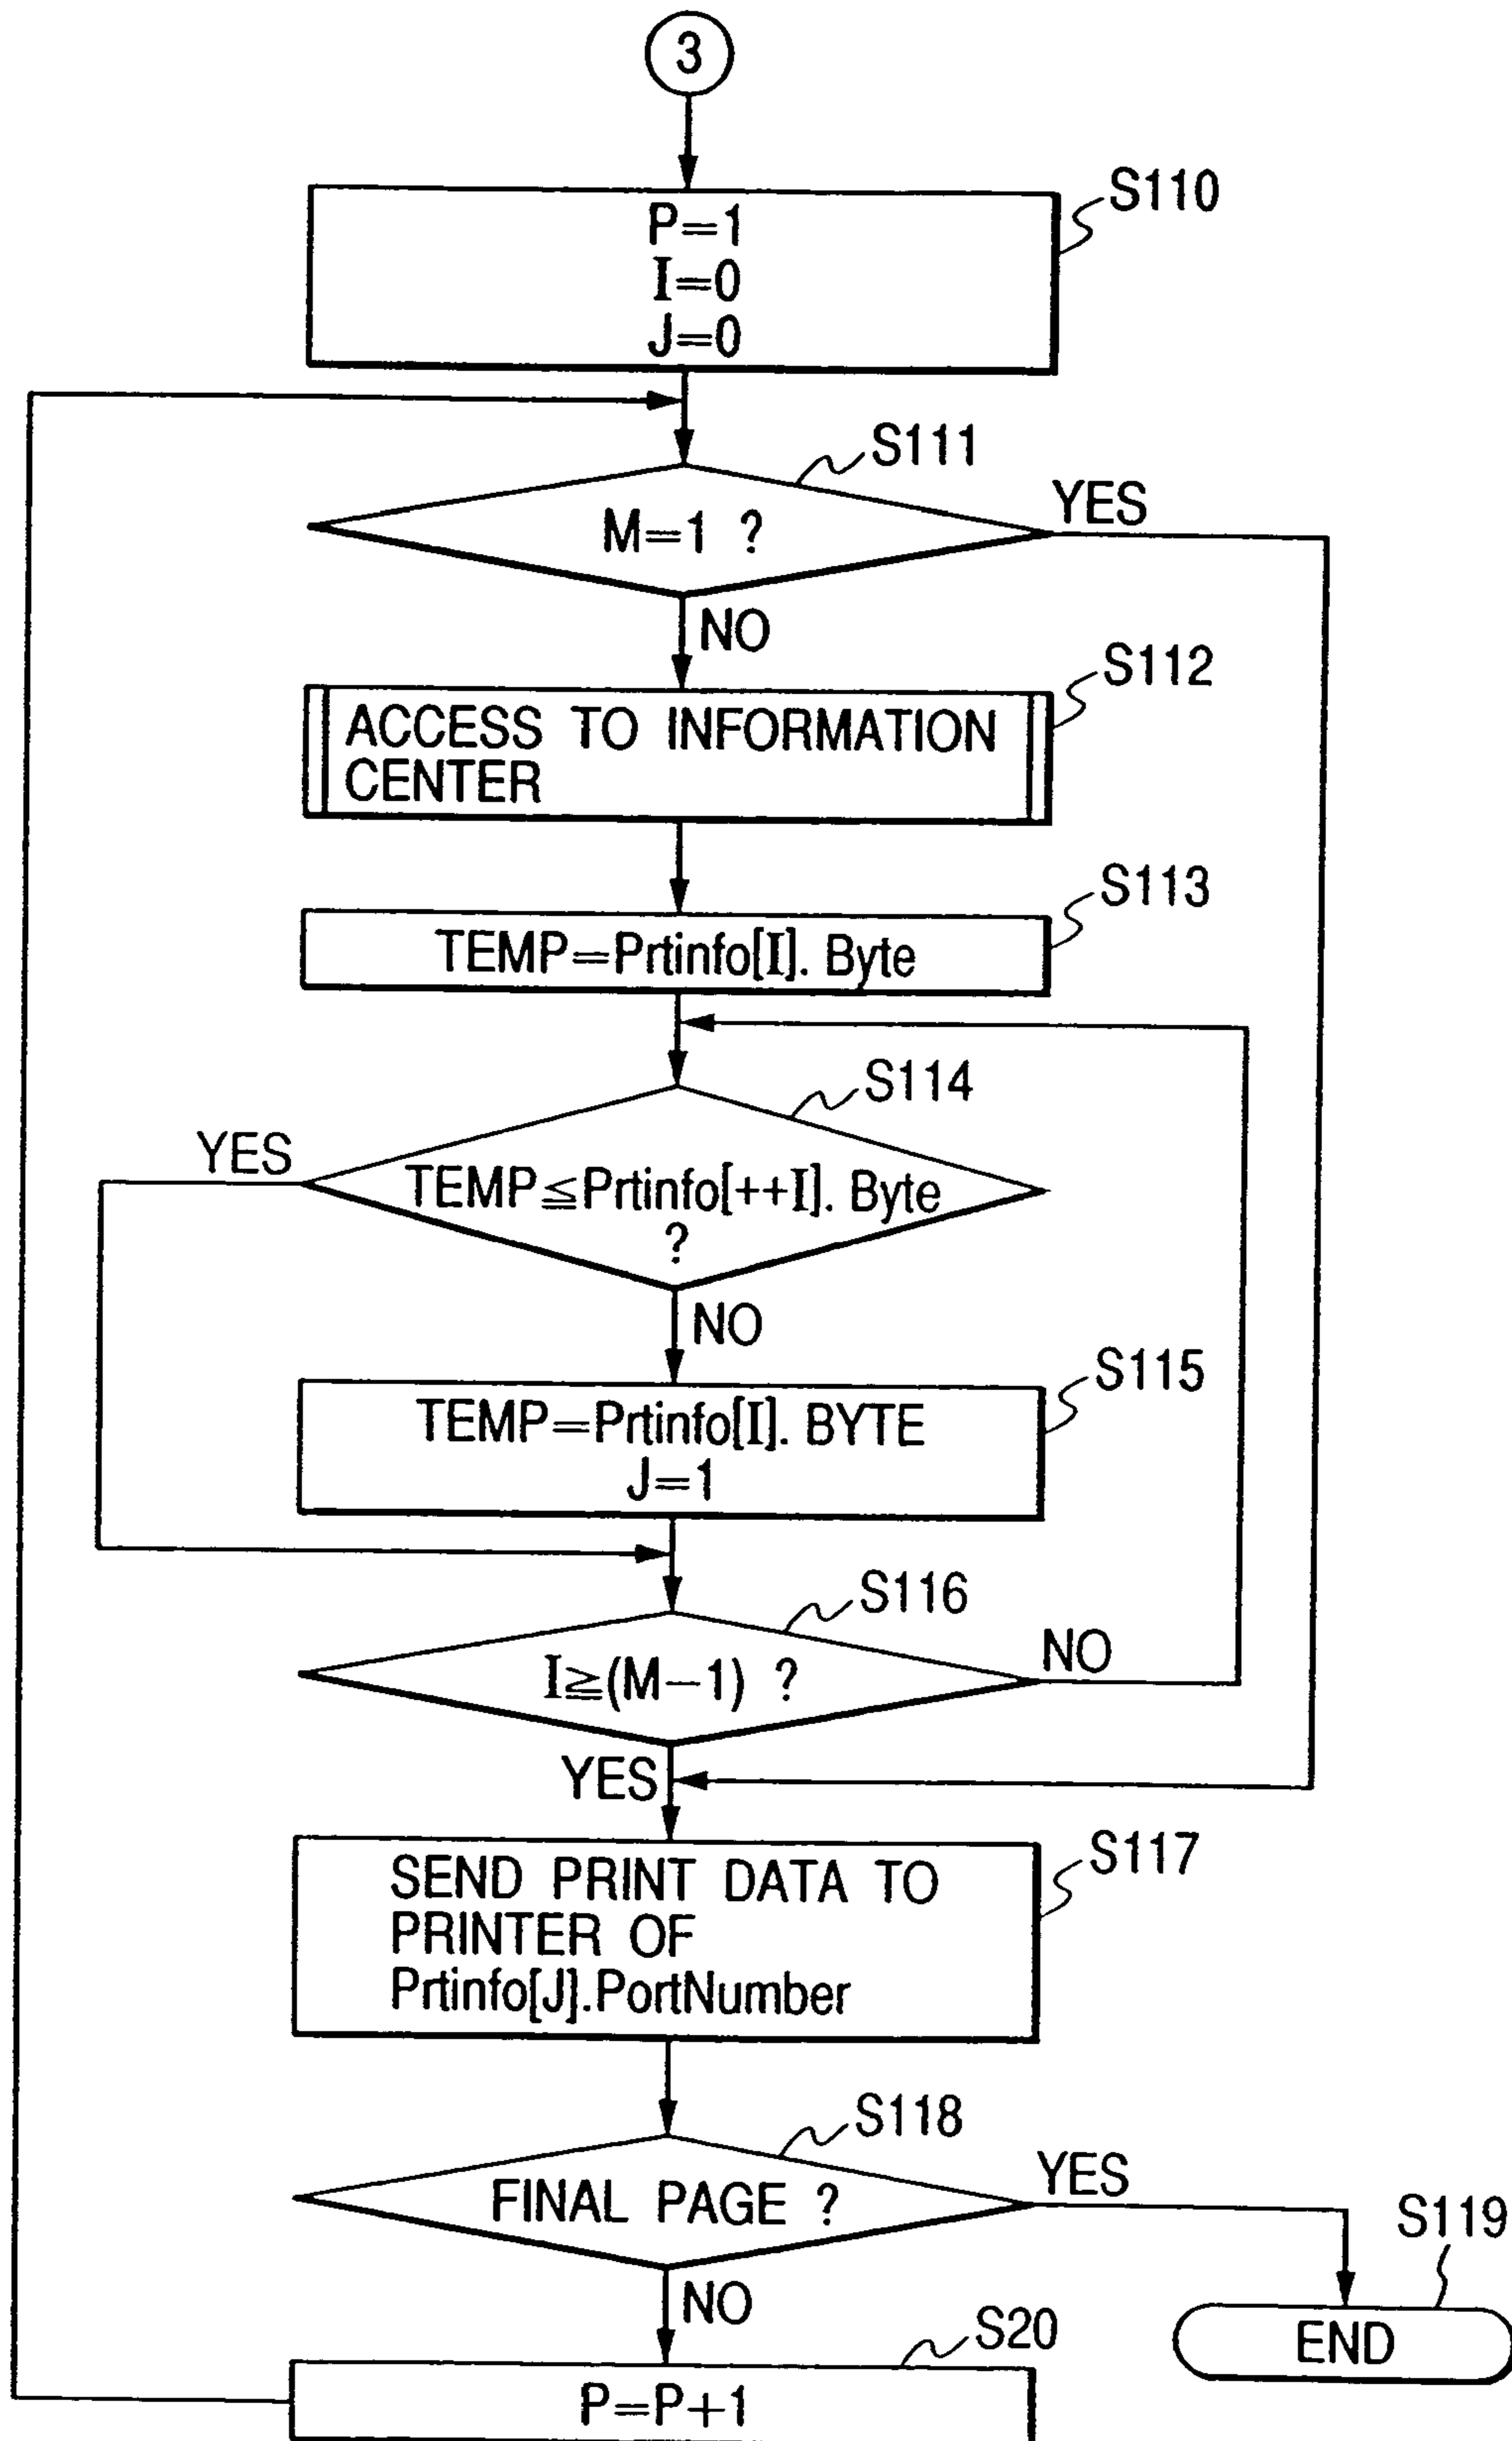 3
S110
P=1
I=0
J=0
S111
M=1 ?
YES
NO
S112
ACCESS TO INFORMATION
CENTER
S113
TEMP=Prtinfo[I]. Byte
S114
YES
TEMP≦Prtinfo[++I]. Byte
?
NO
S115
TEMP=Prtinfo[I]. BYTE
J=1
S116
I≧(M−1) ?
NO
YES
S117
SEND PRINT DATA TO
PRINTER OF
Prtinfo[J].PortNumber
S118
FINAL PAGE ?
YES
S119
NO
END
S20
P=P+1